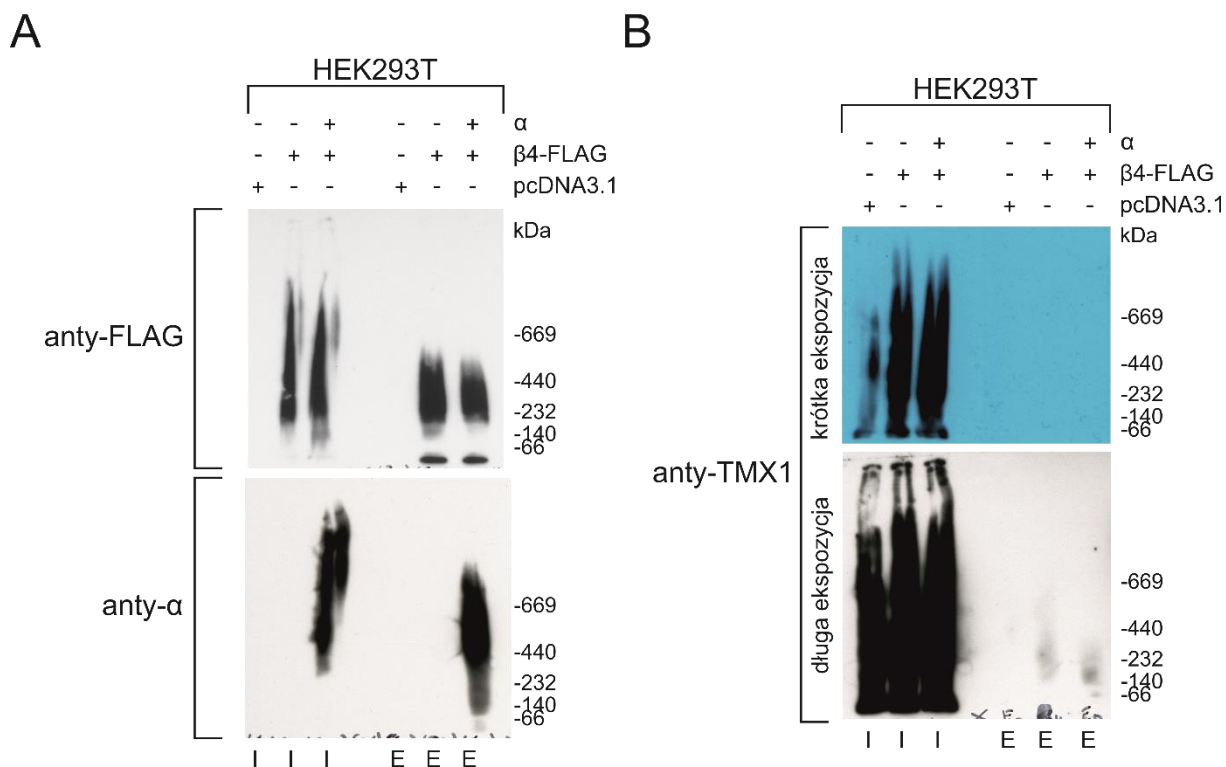 A
HEK293T
- - + - - + α
- + + - + + β4-FLAG
+ - - + - - pcDNA3.1
kDa
anty-FLAG
-669
-440
-232
-140
-66
anty-α
-669
-440
-232
-140
-66
I I I E E E
B
HEK293T
- - + - - + α
- + + - + + β4-FLAG
+ - - + - - pcDNA3.1
kDa
krótka ekspozycja
-669
-440
-232
-140
-66
anty-TMX1
długa ekspozycja
-669
-440
-232
-140
-66
I I I E E E